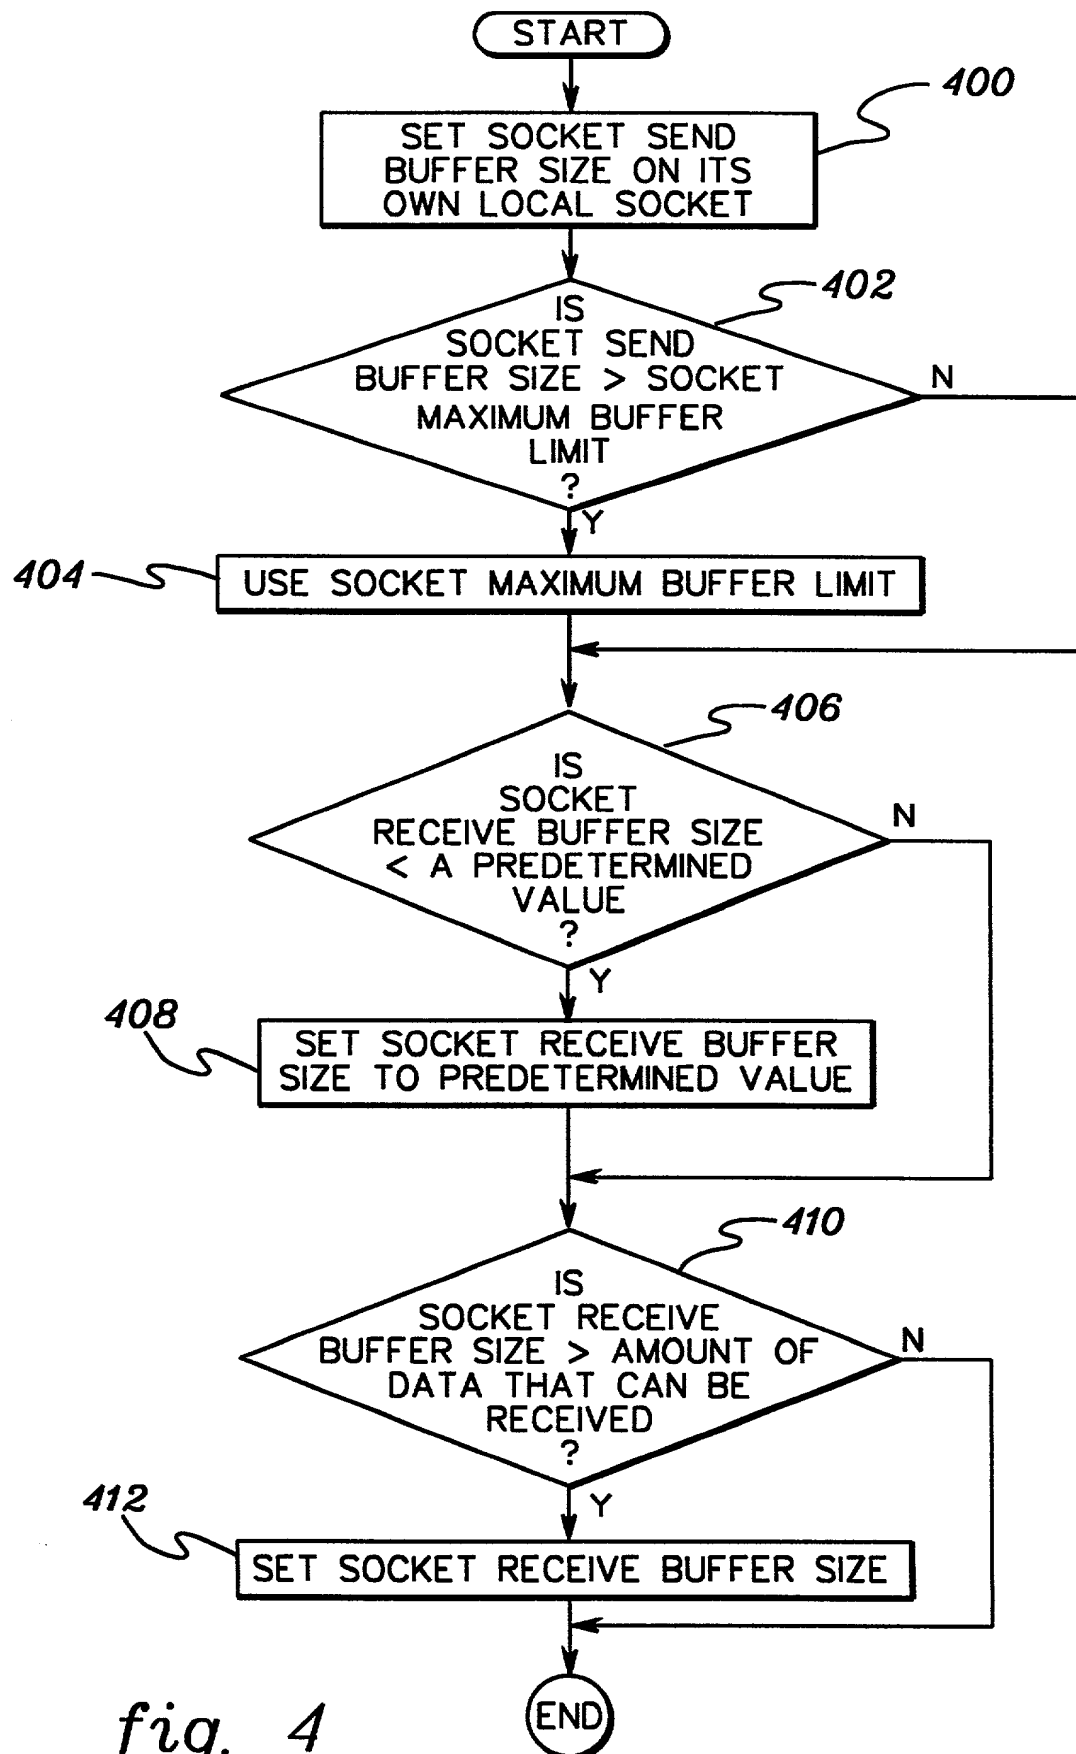 START
400
SET SOCKET SEND
BUFFER SIZE ON ITS
OWN LOCAL SOCKET
402
IS
SOCKET SEND
BUFFER SIZE > SOCKET
MAXIMUM BUFFER
LIMIT
?
N
Y
404
USE SOCKET MAXIMUM BUFFER LIMIT
406
IS
SOCKET
RECEIVE BUFFER SIZE
< A PREDETERMINED
VALUE
?
N
Y
408
SET SOCKET RECEIVE BUFFER
SIZE TO PREDETERMINED VALUE
410
IS
SOCKET RECEIVE
BUFFER SIZE > AMOUNT OF
DATA THAT CAN BE
RECEIVED
?
N
Y
412
SET SOCKET RECEIVE BUFFER SIZE
END
fig. 4